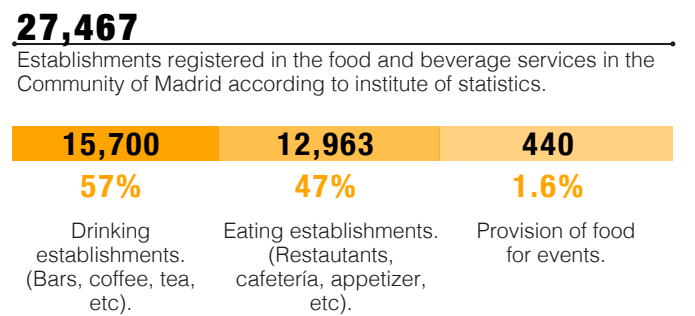 27,467
Establishments registered in the food and beverage services in the
Community of Madrid according to institute of statistics.
15,700 12,963 440
57% 47% 1.6%
Drinking
establishments.
(Bars, coffee, tea,
etc).
Eating establishments.
(Restautants,
cafetería, appetizer,
etc).
Provision of food
for events.